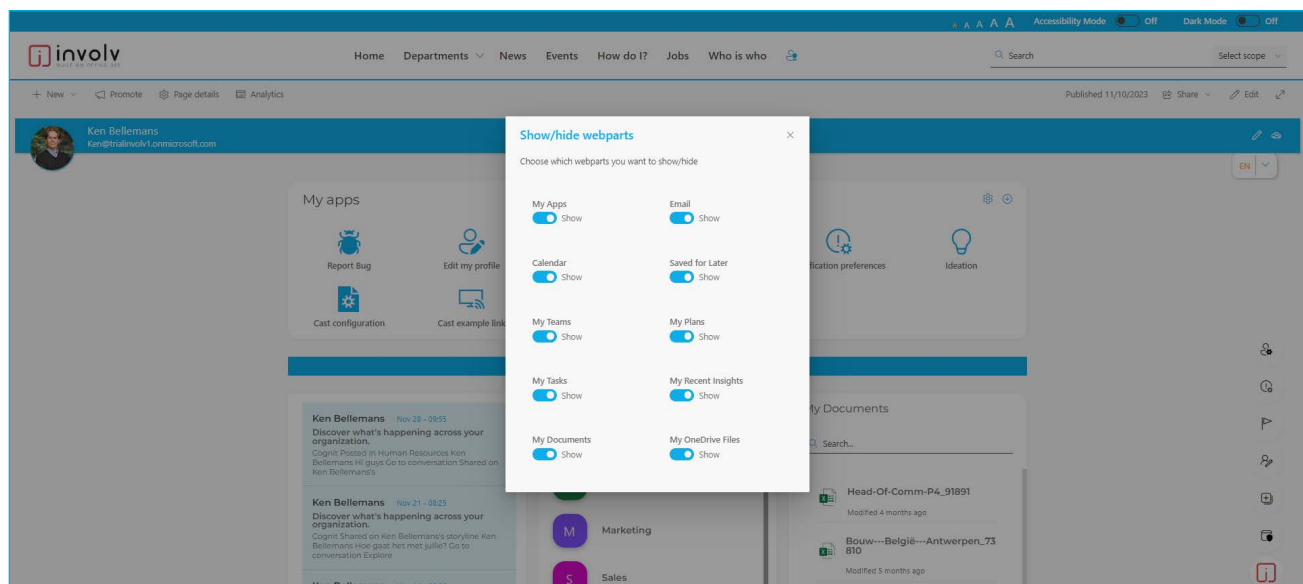 A A A A A Accessibility Mode Off Dark Mode Off
involv
BUILT ON OFFICE 365
Home Departments News Events How do I? Jobs Who is who
Search
Select scope
New Promote Page details Analytics
Published 11/10/2023 Share Edit
Ken Bellemans
Ken@trialinvolv1.onmicrosoft.com
EN
Show/hide webparts
Choose which webparts you want to show/hide
My Apps Email
Show Show
Calendar Saved for Later
Show Show
My Teams My Plans
Show Show
My Tasks My Recent Insights
Show Show
My Documents My OneDrive Files
Show Show
My apps
Report Bug Edit my profile fication preferences Ideation
Cast configuration Cast example link
Ken Bellemans Nov 28 - 09:55
Discover what's happening across your
organization.
Cognit Posted in Human Resources Ken
Bellemans Hi guys Go to conversation Shared on
Ken Bellemans's
Ken Bellemans Nov 21 - 08:25
Discover what's happening across your
organization.
Cognit Shared on Ken Bellemans's storyline Ken
Bellemans Hoe gaat het met jullie? Go to
conversation Explore
M Marketing
S Sales
My Documents
Search...
Head-Of-Comm-P4_91891
Modified 4 months ago
Bouw---België---Antwerpen_73
810
Modified 5 months ago